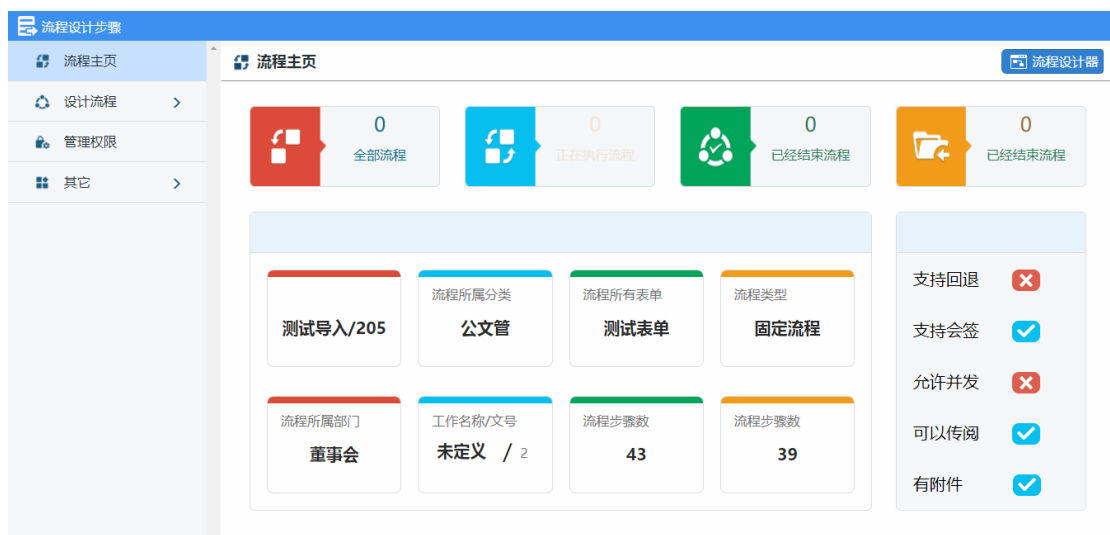 流程设计步骤
流程主页
设计流程
管理权限
其它
流程主页
流程设计器
0
全部流程
0
正在执行流程
0
已经结束流程
0
已经结束流程
测试导入/205
流程所属分类
公文管
流程所有表单
测试表单
流程类型
固定流程
流程所属部门
董事会
工作名称/文号
未定义 / 2
流程步骤数
43
流程步骤数
39
支持回退
支持会签
允许并发
可以传阅
有附件